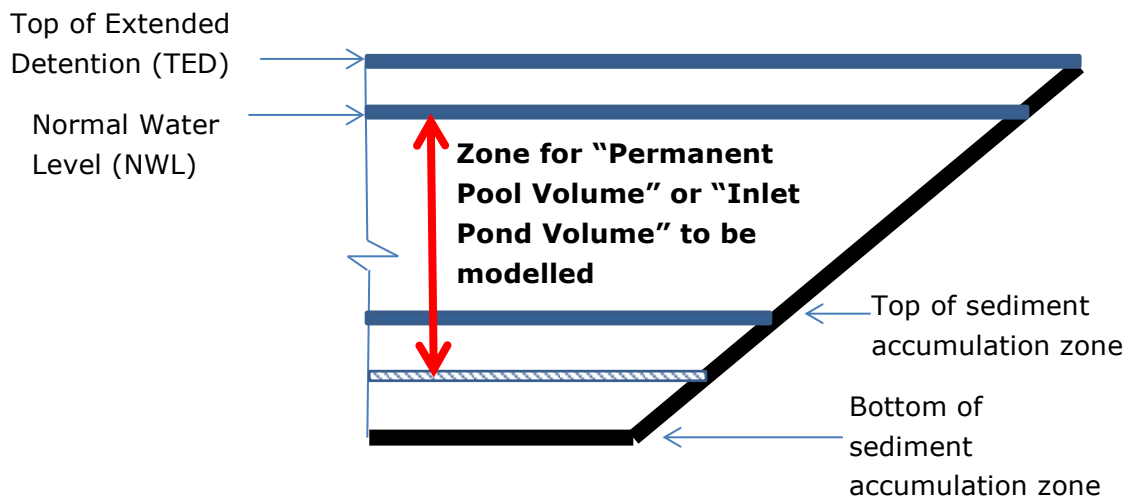 Top of Extended
Detention (TED)
Normal Water
Level (NWL)
Zone for “Permanent
Pool Volume” or “Inlet
Pond Volume” to be
modelled
Top of sediment
accumulation zone
Bottom of
sediment
accumulation zone